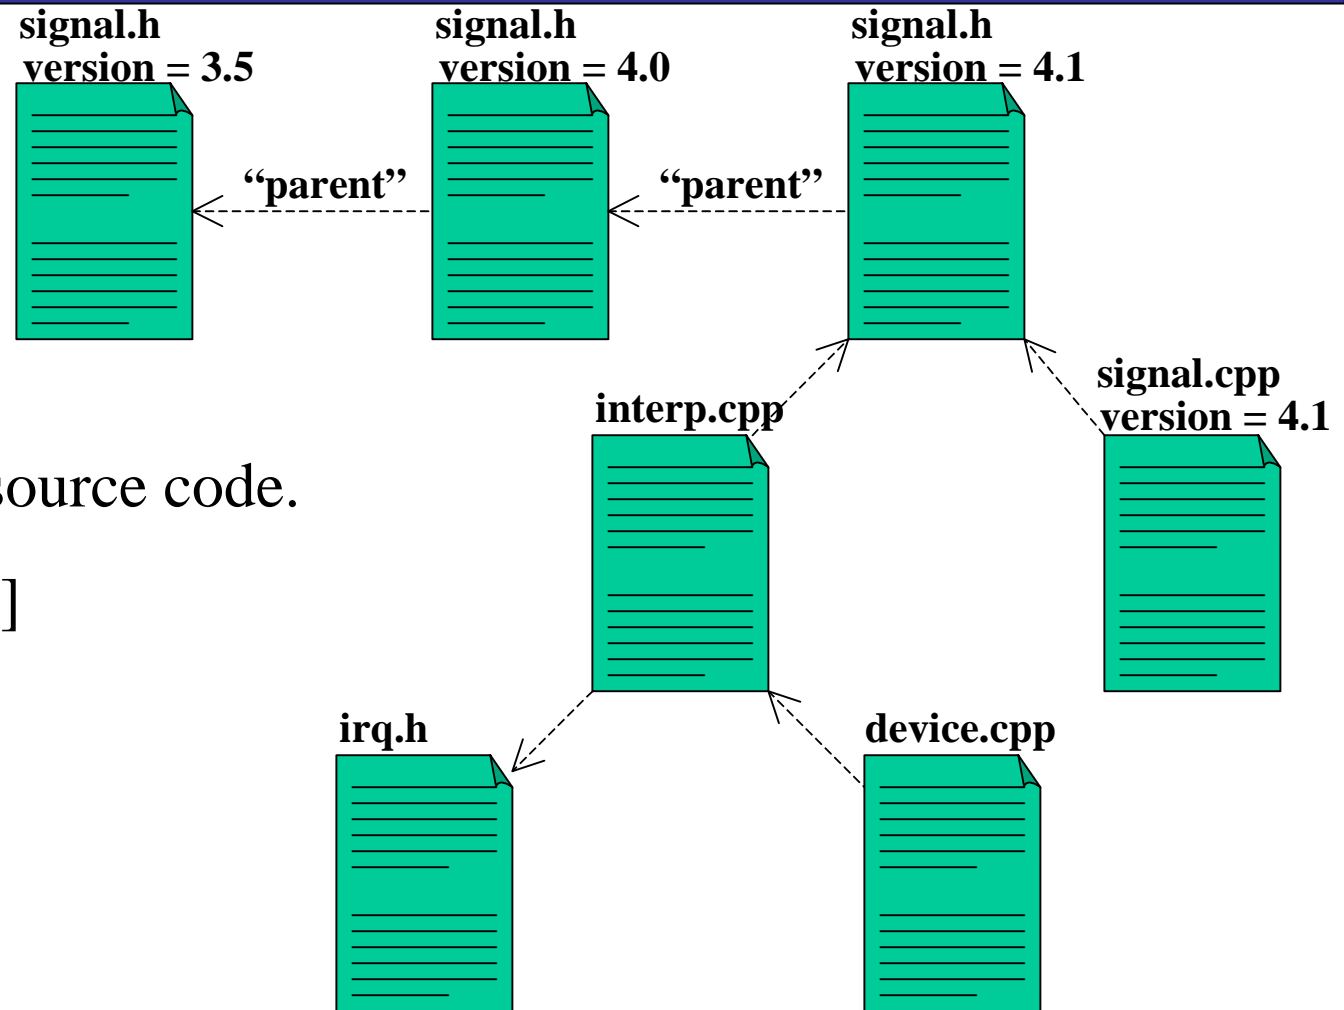 signal.h
version = 3.5
signal.h
version = 4.0
signal.h
version = 4.1
“parent”
“parent”
signal.cpp
version = 4.1
interp.cpp
source code.
]
irq.h
device.cpp